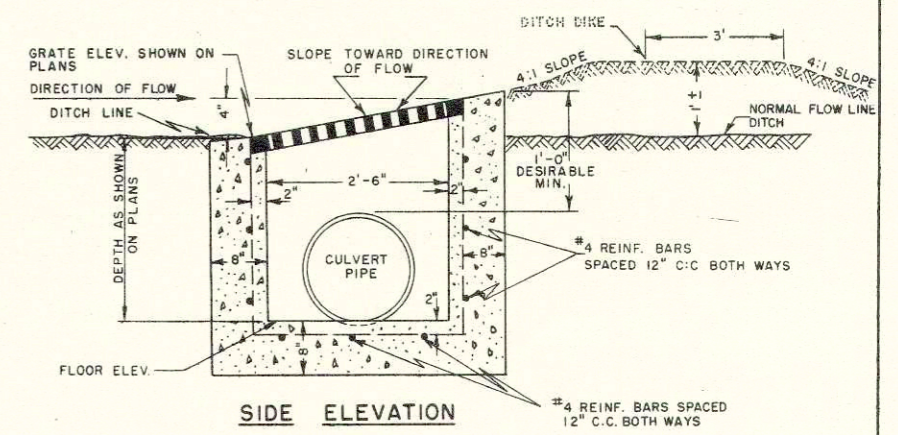 DITCH DIKE
3'
GRATE ELEV. SHOWN ON
PLANS
SLOPE TOWARD DIRECTION
OF FLOW
4:1 SLOPE
4:1 SLOPE
DIRECTION OF FLOW
4"
1' ±
DITCH LINE
NORMAL FLOW LINE
DITCH
DEPTH AS SHOWN
ON PLANS
2"
2'-6"
2"
1'-0"
DESIRABLE
MIN.
8"
CULVERT
PIPE
8"
#4 REINF. BARS
SPACED 12" C:C BOTH WAYS
2"
8"
FLOOR ELEV.
#4 REINF. BARS SPACED
12" C.C. BOTH WAYS
SIDE ELEVATION